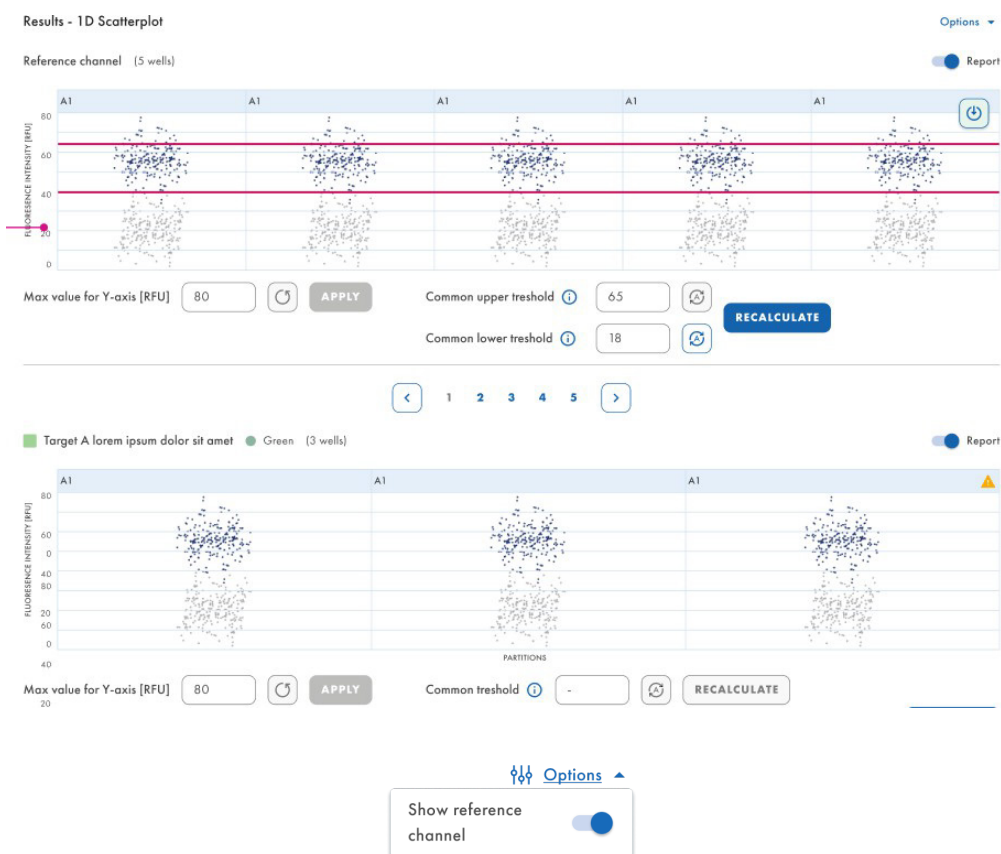 Results - 1D Scatterplot
Options
Reference channel (5 wells)
Report
A1 A1 A1 A1 A1
80
60
40
20
0
FLUORESENCE INTENSITY [RFU]
Max value for Y-axis [RFU] 80 APPLY
Common upper treshold i 65
RECALCULATE
Common lower treshold i 18
1 2 3 4 5
Target A lorem ipsum dolor sit amet Green (3 wells)
Report
A1 A1 A1
80
60
0
40
80
20
60
0
40
20
FLUORESENCE INTENSITY [RFU]
PARTITIONS
Max value for Y-axis [RFU] 80 APPLY
Common treshold i - RECALCULATE
Options
Show reference
channel